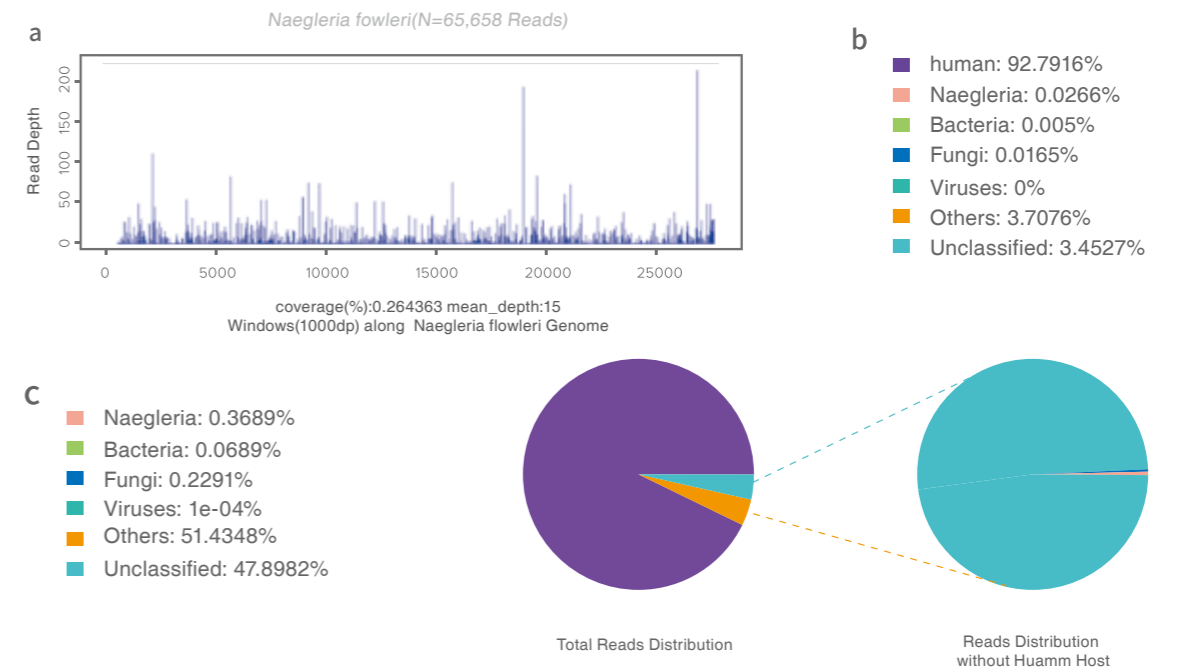 Naegleria fowleri(N=65,658 Reads)
a
Read Depth
200
150
100
50
0
0 5000 10000 15000 20000 25000
coverage(%):0.264363 mean_depth:15
Windows(1000dp) along Naegleria flowleri Genome
b
human: 92.7916%
Naegleria: 0.0266%
Bacteria: 0.005%
Fungi: 0.0165%
Viruses: 0%
Others: 3.7076%
Unclassified: 3.4527%
c
Naegleria: 0.3689%
Bacteria: 0.0689%
Fungi: 0.2291%
Viruses: 1e-04%
Others: 51.4348%
Unclassified: 47.8982%
Total Reads Distribution
Reads Distribution
without Huamm Host